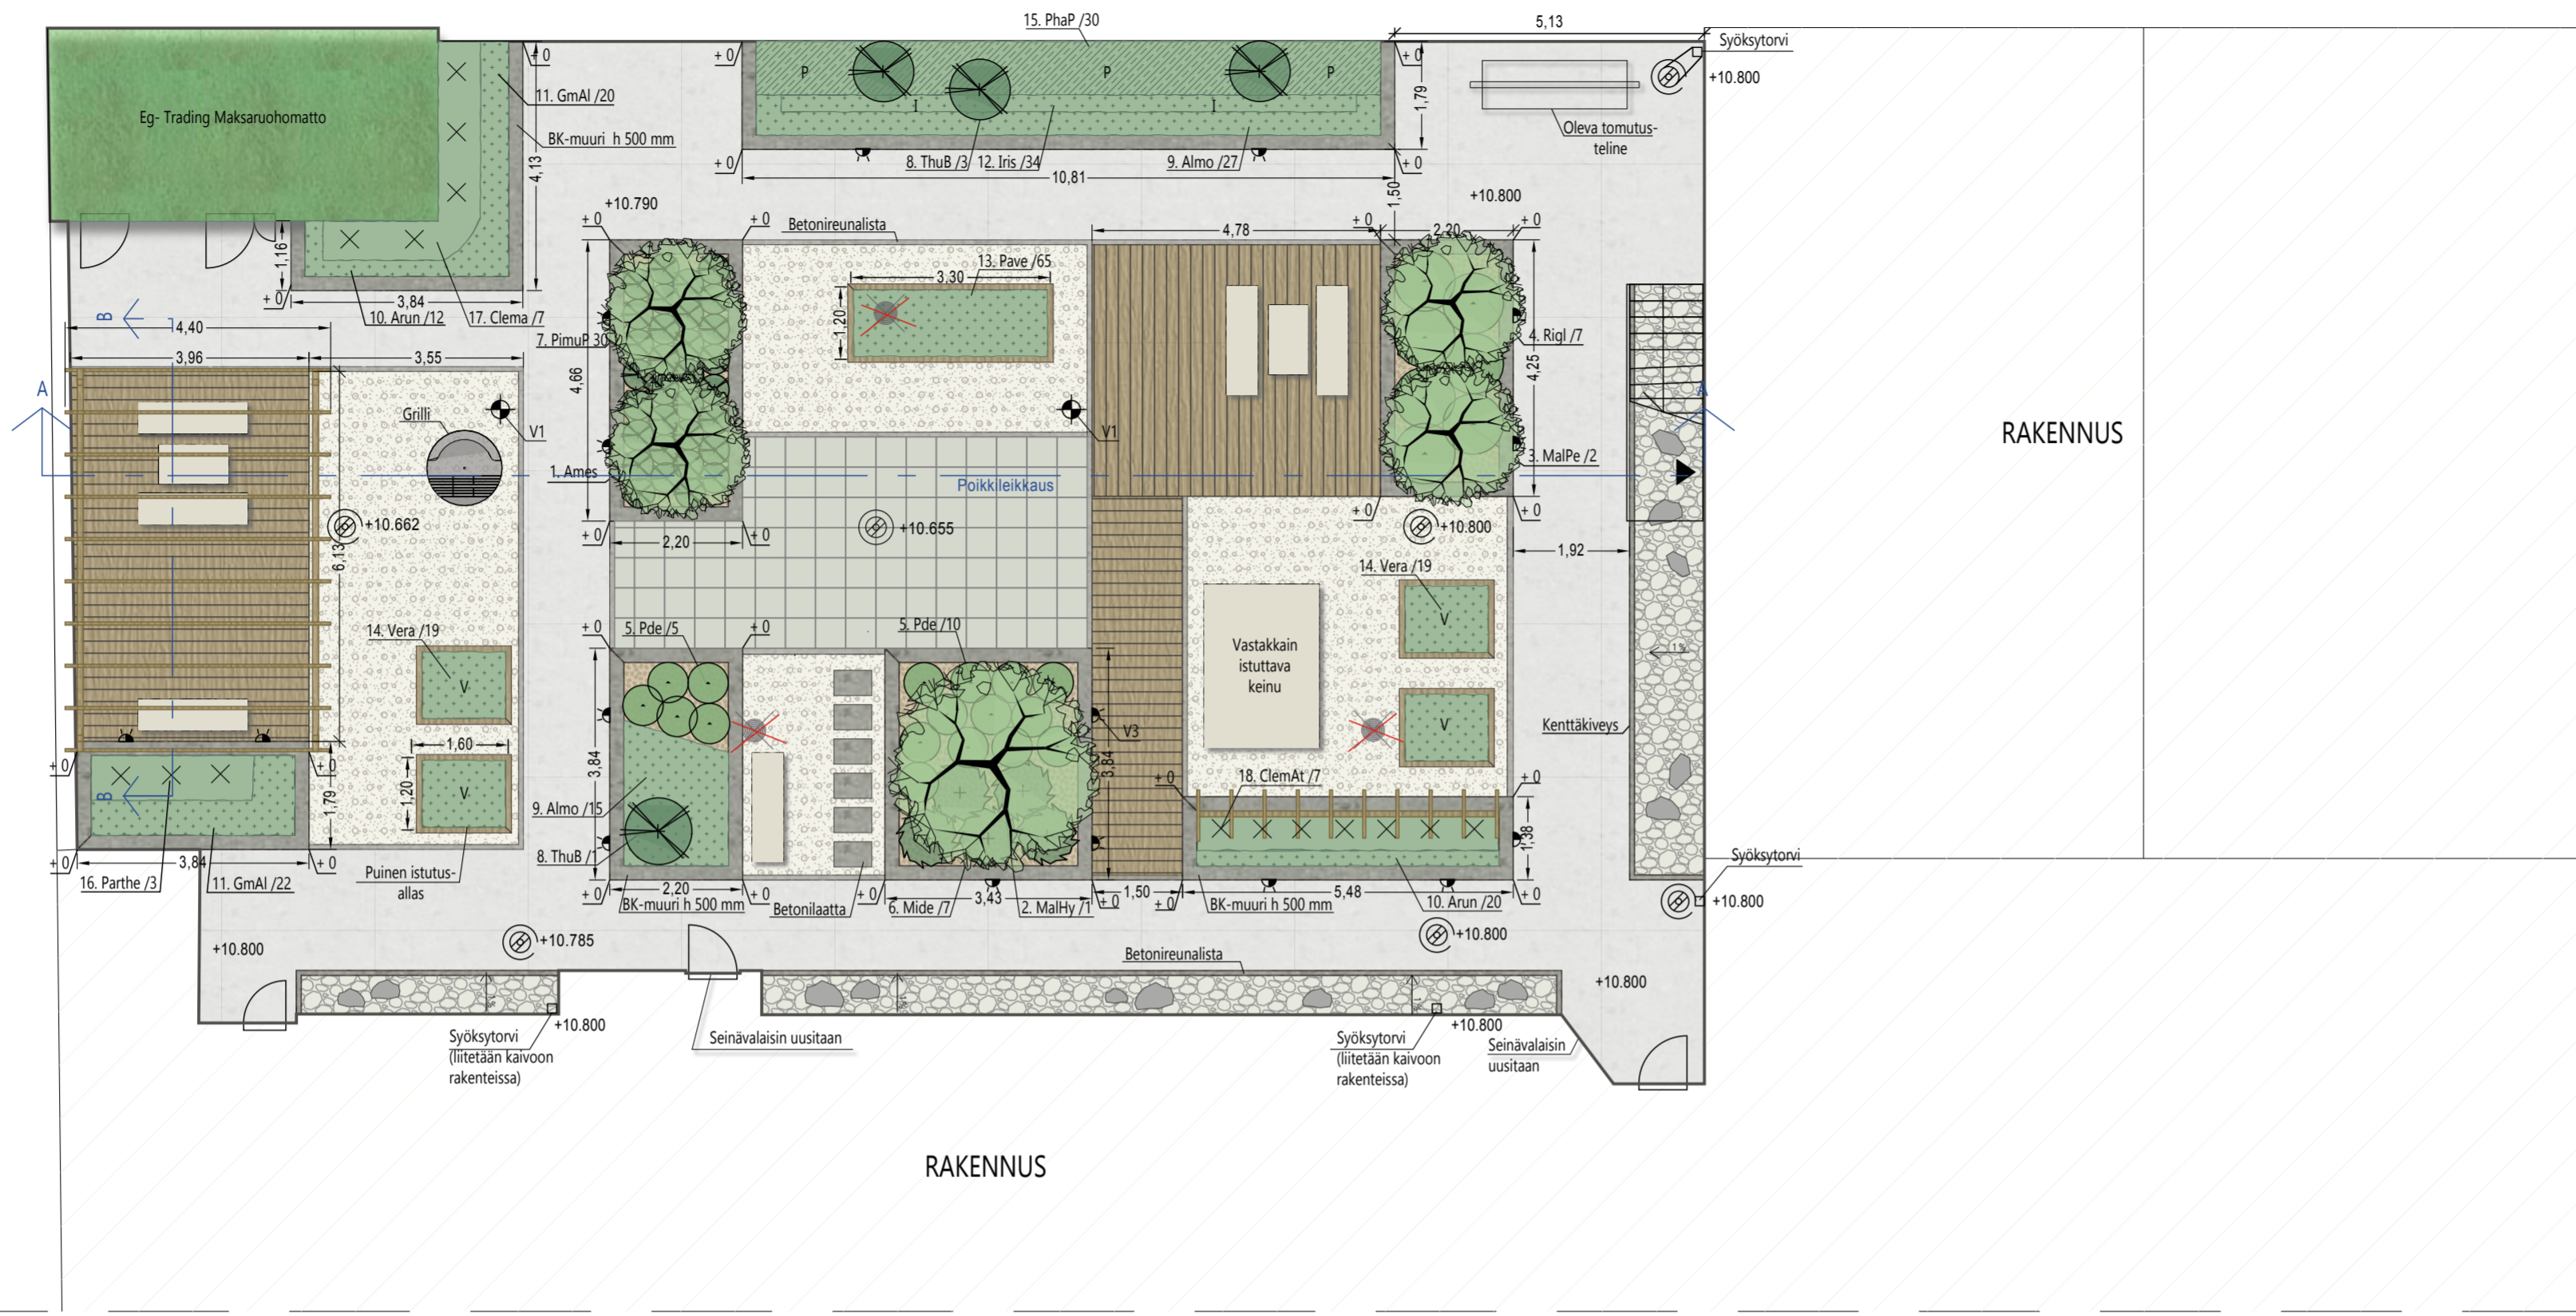 15. PhaP /30
5,13
Syöksytorvi
+10.800
Eg- Trading Maksaruohomatto
+ 0
+ 0
+ 0
11. GmAl /20
BK-muuri h 500 mm
4,13
P
P
P
I
I
1,79
Oleva tomutus-
teline
+ 0
8. ThuB /3
12. Iris /34
9. Almo /27
+ 0
10,81
1,50
+10.800
+10.790
+ 0
+ 0
Betonireunalista
4,78
+ 0
2,20
+ 0
1,16
+ 0
3,84
10. Arun /12
17. Clema /7
B
4,40
3,96
3,55
13. Pave /65
3,30
1,20
7. PimuP 30
4,66
4. Rigl /7
4,25
A
A
Grilli
V1
V1
1. Ames
3. MalPe /2
Poikkileikkaus
RAKENNUS
+10.662
6,13
+10.655
+ 0
+ 0
2,20
+ 0
+10.800
+ 0
1,92
14. Vera /19
V
14. Vera /19
V
+ 0
5. Pde /5
+ 0
5. Pde /10
Vastakkain
istuttava
keinu
1 %
V
Kenttäkiveys
V3
3,84
3,84
1,60
1,20
V
+ 0
+ 0
B
1,79
9. Almo /15
8. ThuB /1
+ 0
18. ClemAt /7
+ 0
1,38
Syöksytorvi
+10.800
+ 0
3,84
+ 0
16. Parthe /3
11. GmAl /22
Puinen istutus-
allas
+ 0
2,20
+ 0
BK-muuri h 500 mm
Betonilaatta
+ 0
3,43
6. Mide /7
2. MalHy /1
+ 0
1,50
+ 0
5,48
BK-muuri h 500 mm
10. Arun /20
+ 0
+10.800
+10.785
+10.800
Betonireunalista
+10.800
1 %
1 %
1 %
Syöksytorvi
(liitetään kaivoon
rakenteissa)
+10.800
Seinävalaisin uusitaan
Syöksytorvi
(liitetään kaivoon
rakenteissa)
+10.800
Seinävalaisin
uusitaan
RAKENNUS